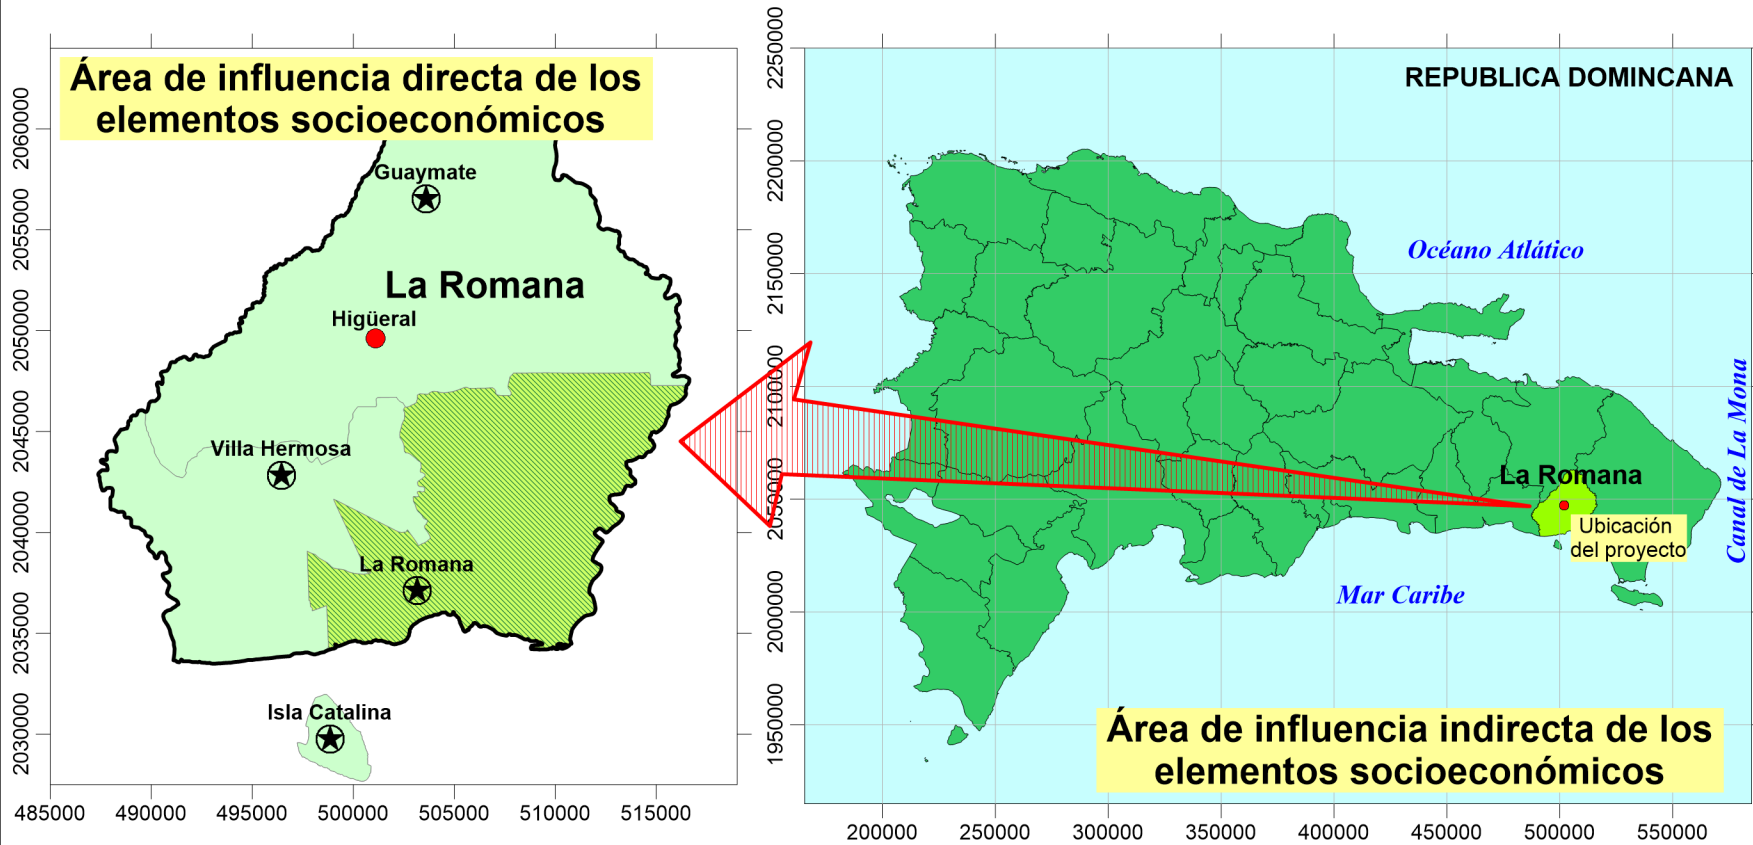 Área de influencia directa de los
elementos socioeconómicos
Guaymate
La Romana
Higüeral
Villa Hermosa
La Romana
Isla Catalina
2060000
2055000
2050000
2045000
2040000
2035000
2030000
485000 490000 495000 500000 505000 510000 515000
REPUBLICA DOMINCANA
Océano Atlático
Canal de La Mona
La Romana
Ubicación
del proyecto
Mar Caribe
Área de influencia indirecta de los
elementos socioeconómicos
2250000
2200000
2150000
2100000
2050000
2000000
1950000
200000 250000 300000 350000 400000 450000 500000 550000